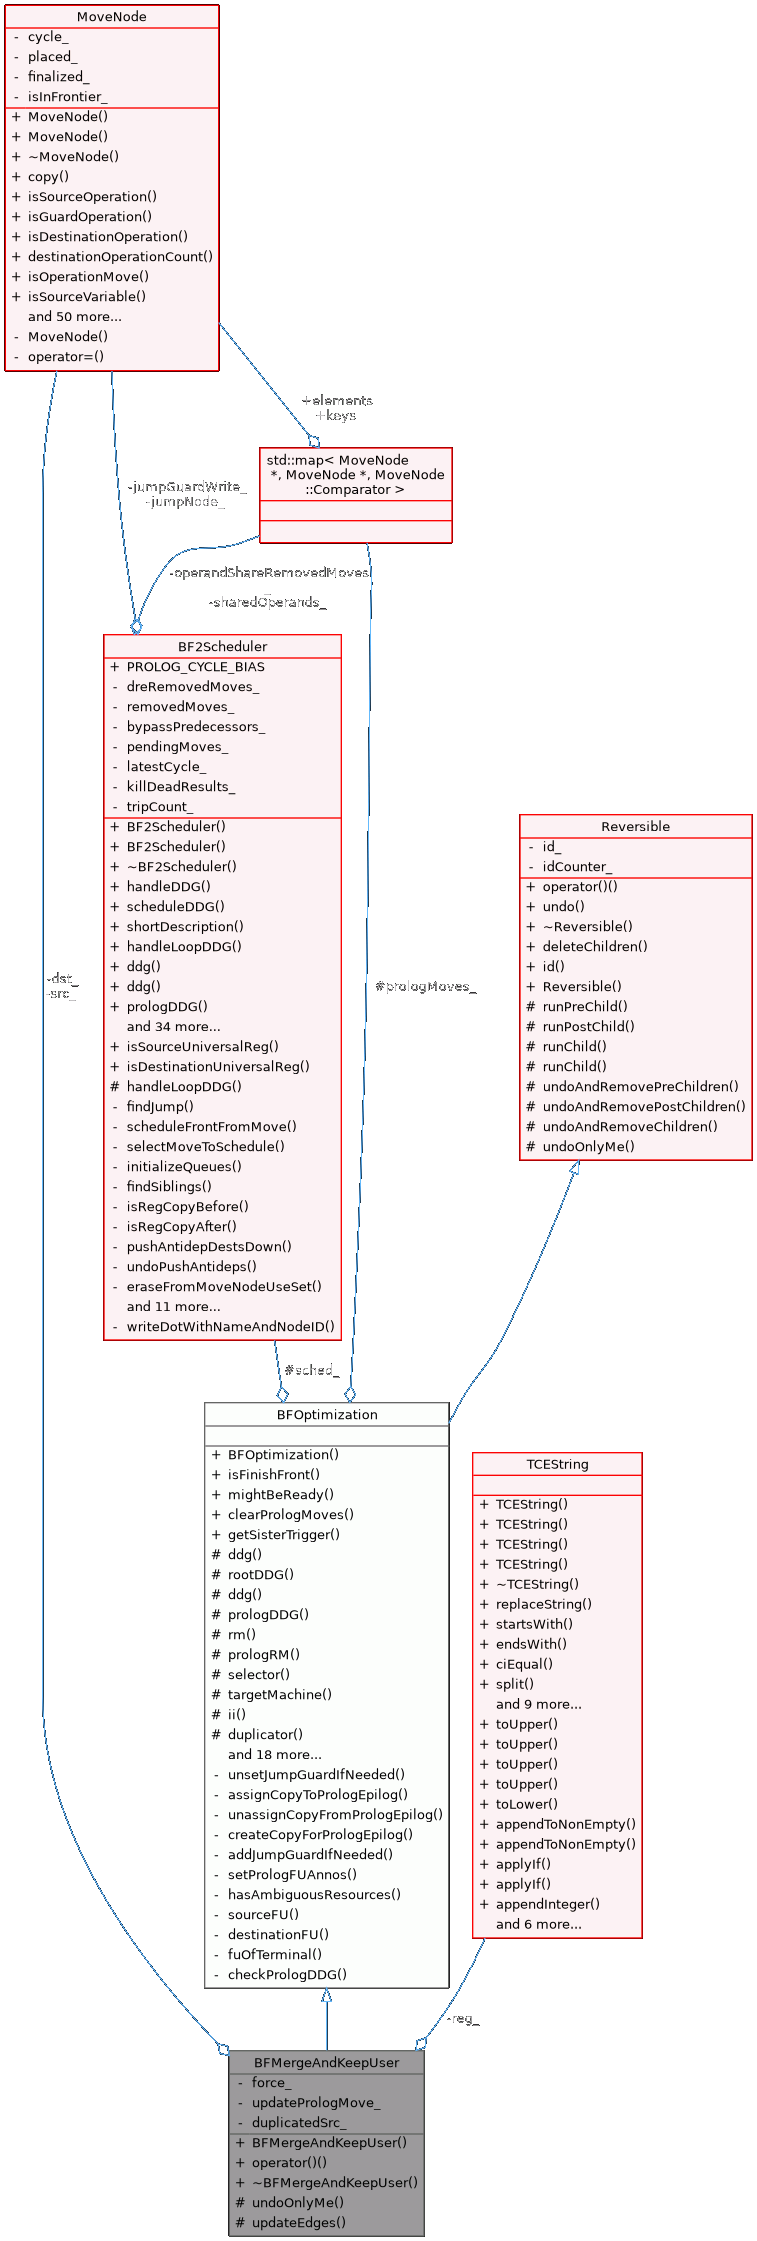 MoveNode
- cycle_
- placed_
- finalized_
- isInFrontier_
+ MoveNode()
+ MoveNode()
+ ~MoveNode()
+ copy()
+ isSourceOperation()
+ isGuardOperation()
+ isDestinationOperation()
+ destinationOperationCount()
+ isOperationMove()
+ isSourceVariable()
and 50 more...
- MoveNode()
- operator=()
+elements
+keys
std::map< MoveNode
*, MoveNode *, MoveNode
::Comparator >
-jumpGuardWrite_
-jumpNode_
-operandShareRemovedMoves
_
-sharedOperands_
BF2Scheduler
+ PROLOG_CYCLE_BIAS
- dreRemovedMoves_
- removedMoves_
- bypassPredecessors_
- pendingMoves_
- latestCycle_
- killDeadResults_
- tripCount_
+ BF2Scheduler()
+ BF2Scheduler()
+ ~BF2Scheduler()
+ handleDDG()
+ scheduleDDG()
+ shortDescription()
+ handleLoopDDG()
+ ddg()
+ ddg()
+ prologDDG()
and 34 more...
+ isSourceUniversalReg()
+ isDestinationUniversalReg()
# handleLoopDDG()
- findJump()
- scheduleFrontFromMove()
- selectMoveToSchedule()
- initializeQueues()
- findSiblings()
- isRegCopyBefore()
- isRegCopyAfter()
- pushAntidepDestsDown()
- undoPushAntideps()
- eraseFromMoveNodeUseSet()
and 11 more...
- writeDotWithNameAndNodeID()
Reversible
- id_
- idCounter_
+ operator()()
+ undo()
+ ~Reversible()
+ deleteChildren()
+ id()
+ Reversible()
# runPreChild()
# runPostChild()
# runChild()
# runChild()
# undoAndRemovePreChildren()
# undoAndRemovePostChildren()
# undoAndRemoveChildren()
# undoOnlyMe()
-dst_
-src_
#prologMoves_
#sched_
BFOptimization
+ BFOptimization()
+ isFinishFront()
+ mightBeReady()
+ clearPrologMoves()
+ getSisterTrigger()
# ddg()
# rootDDG()
# ddg()
# prologDDG()
# rm()
# prologRM()
# selector()
# targetMachine()
# ii()
# duplicator()
and 18 more...
- unsetJumpGuardIfNeeded()
- assignCopyToPrologEpilog()
- unassignCopyFromPrologEpilog()
- createCopyForPrologEpilog()
- addJumpGuardIfNeeded()
- setPrologFUAnnos()
- hasAmbiguousResources()
- sourceFU()
- destinationFU()
- fuOfTerminal()
- checkPrologDDG()
TCEString
+ TCEString()
+ TCEString()
+ TCEString()
+ TCEString()
+ ~TCEString()
+ replaceString()
+ startsWith()
+ endsWith()
+ ciEqual()
+ split()
and 9 more...
+ toUpper()
+ toUpper()
+ toUpper()
+ toUpper()
+ toLower()
+ appendToNonEmpty()
+ appendToNonEmpty()
+ applyIf()
+ applyIf()
+ appendInteger()
and 6 more...
-reg_
BFMergeAndKeepUser
- force_
- updatePrologMove_
- duplicatedSrc_
+ BFMergeAndKeepUser()
+ operator()()
+ ~BFMergeAndKeepUser()
# undoOnlyMe()
# updateEdges()